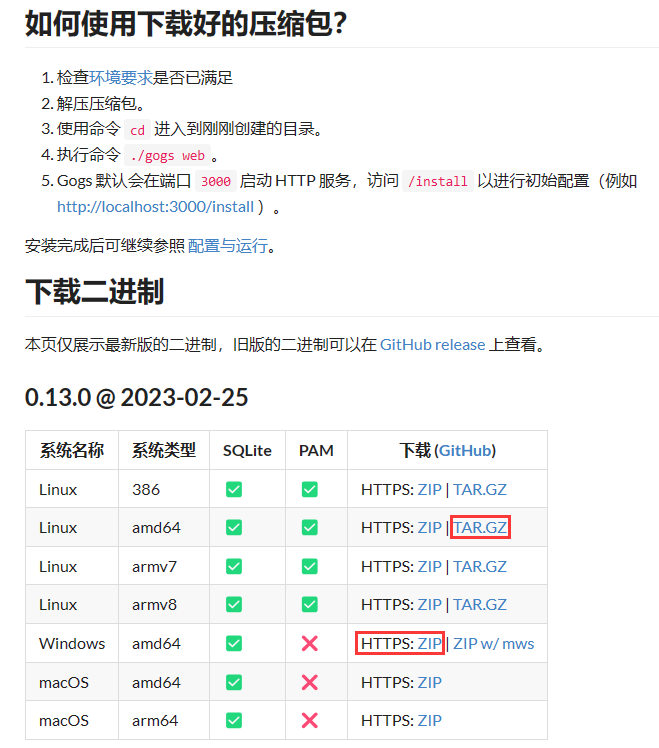 如何使用下载好的压缩包？
1. 检查环境要求是否已满足
2. 解压压缩包。
3. 使用命令 cd 进入到刚刚创建的目录。
4. 执行命令 ./gogs web 。
5. Gogs 默认会在端口 3000 启动 HTTP 服务，访问 /install 以进行初始配置（例如
http://localhost:3000/install ）。
安装完成后可继续参照 配置与运行。
下载二进制
本页仅展示最新版的二进制，旧版的二进制可以在 GitHub release 上查看。
0.13.0 @ 2023-02-25
系统名称 系统类型 SQLite PAM 下载 (GitHub)
Linux 386 ✅ ✅ HTTPS: ZIP | TAR.GZ
Linux amd64 ✅ ✅ HTTPS: ZIP | TAR.GZ
Linux armv7 ✅ ✅ HTTPS: ZIP | TAR.GZ
Linux armv8 ✅ ✅ HTTPS: ZIP | TAR.GZ
Windows amd64 ✅ ❌ HTTPS: ZIP | ZIP w/ mws
macOS amd64 ✅ ❌ HTTPS: ZIP
macOS arm64 ✅ ❌ HTTPS: ZIP